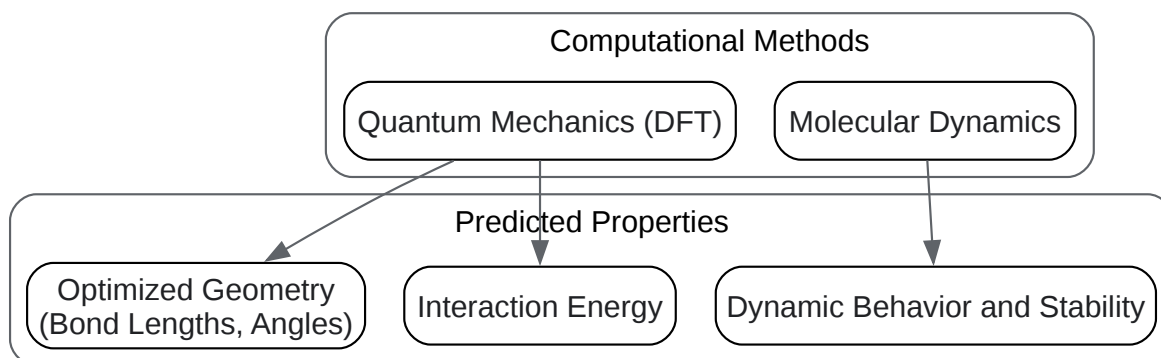 Computational Methods
Quantum Mechanics (DFT)
Molecular Dynamics
Predicted Properties
Optimized Geometry
(Bond Lengths, Angles)
Interaction Energy
Dynamic Behavior and Stability